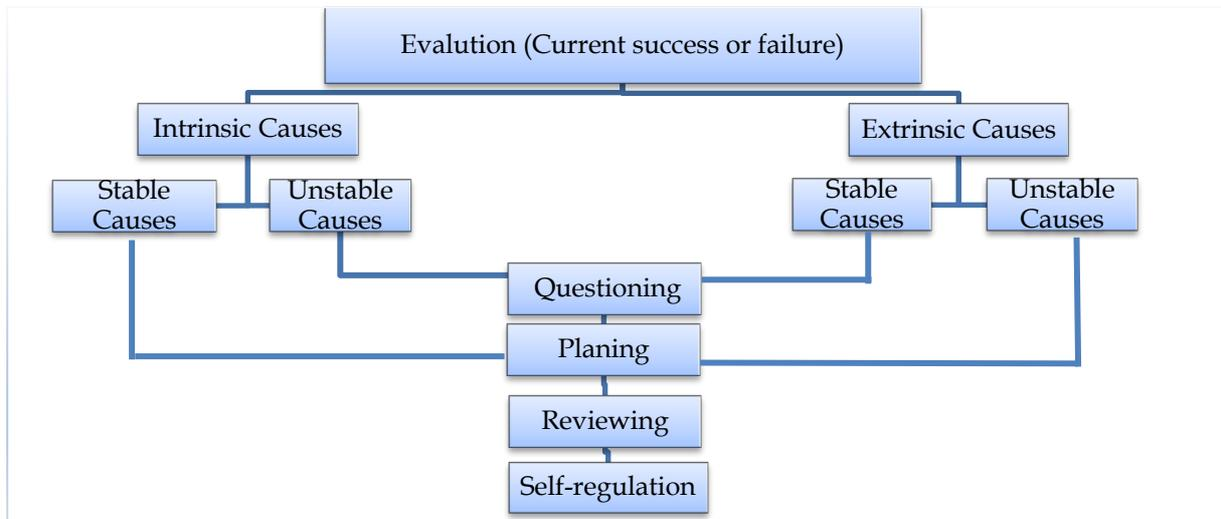 Evalution (Current success or failure)
Intrinsic Causes
Extrinsic Causes
Stable
Causes
Unstable
Causes
Stable
Causes
Unstable
Causes
Questioning
Planing
Reviewing
Self-regulation